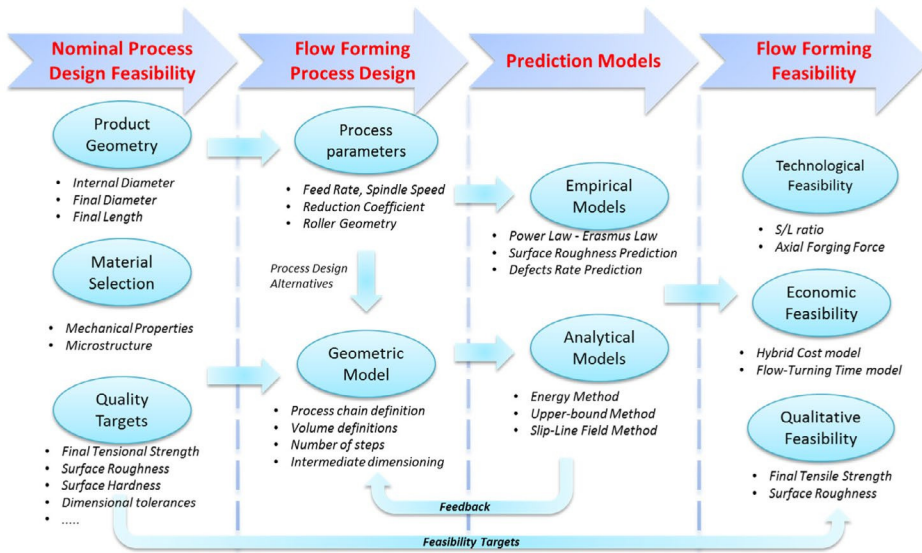 Nominal Process
Design Feasibility
Flow Forming
Process Design
Prediction Models
Flow Forming
Feasibility
Product
Geometry
• Internal Diameter
• Final Diameter
• Final Length
Material
Selection
• Mechanical Properties
• Microstructure
Quality
Targets
• Final Tensional Strength
• Surface Roughness
• Surface Hardness
• Dimensional tolerances
• .....
Process
parameters
• Feed Rate, Spindle Speed
• Reduction Coefficient
• Roller Geometry
Process Design
Alternatives
Geometric
Model
• Process chain definition
• Volume definitions
• Number of steps
• Intermediate dimensioning
Empirical
Models
• Power Law - Erasmus Law
• Surface Roughness Prediction
• Defects Rate Prediction
Analytical
Models
• Energy Method
• Upper-bound Method
• Slip-Line Field Method
Technological
Feasibility
• S/L ratio
• Axial Forging Force
Economic
Feasibility
• Hybrid Cost model
• Flow-Turning Time model
Qualitative
Feasibility
• Final Tensile Strength
• Surface Roughness
Feedback
Feasibility Targets